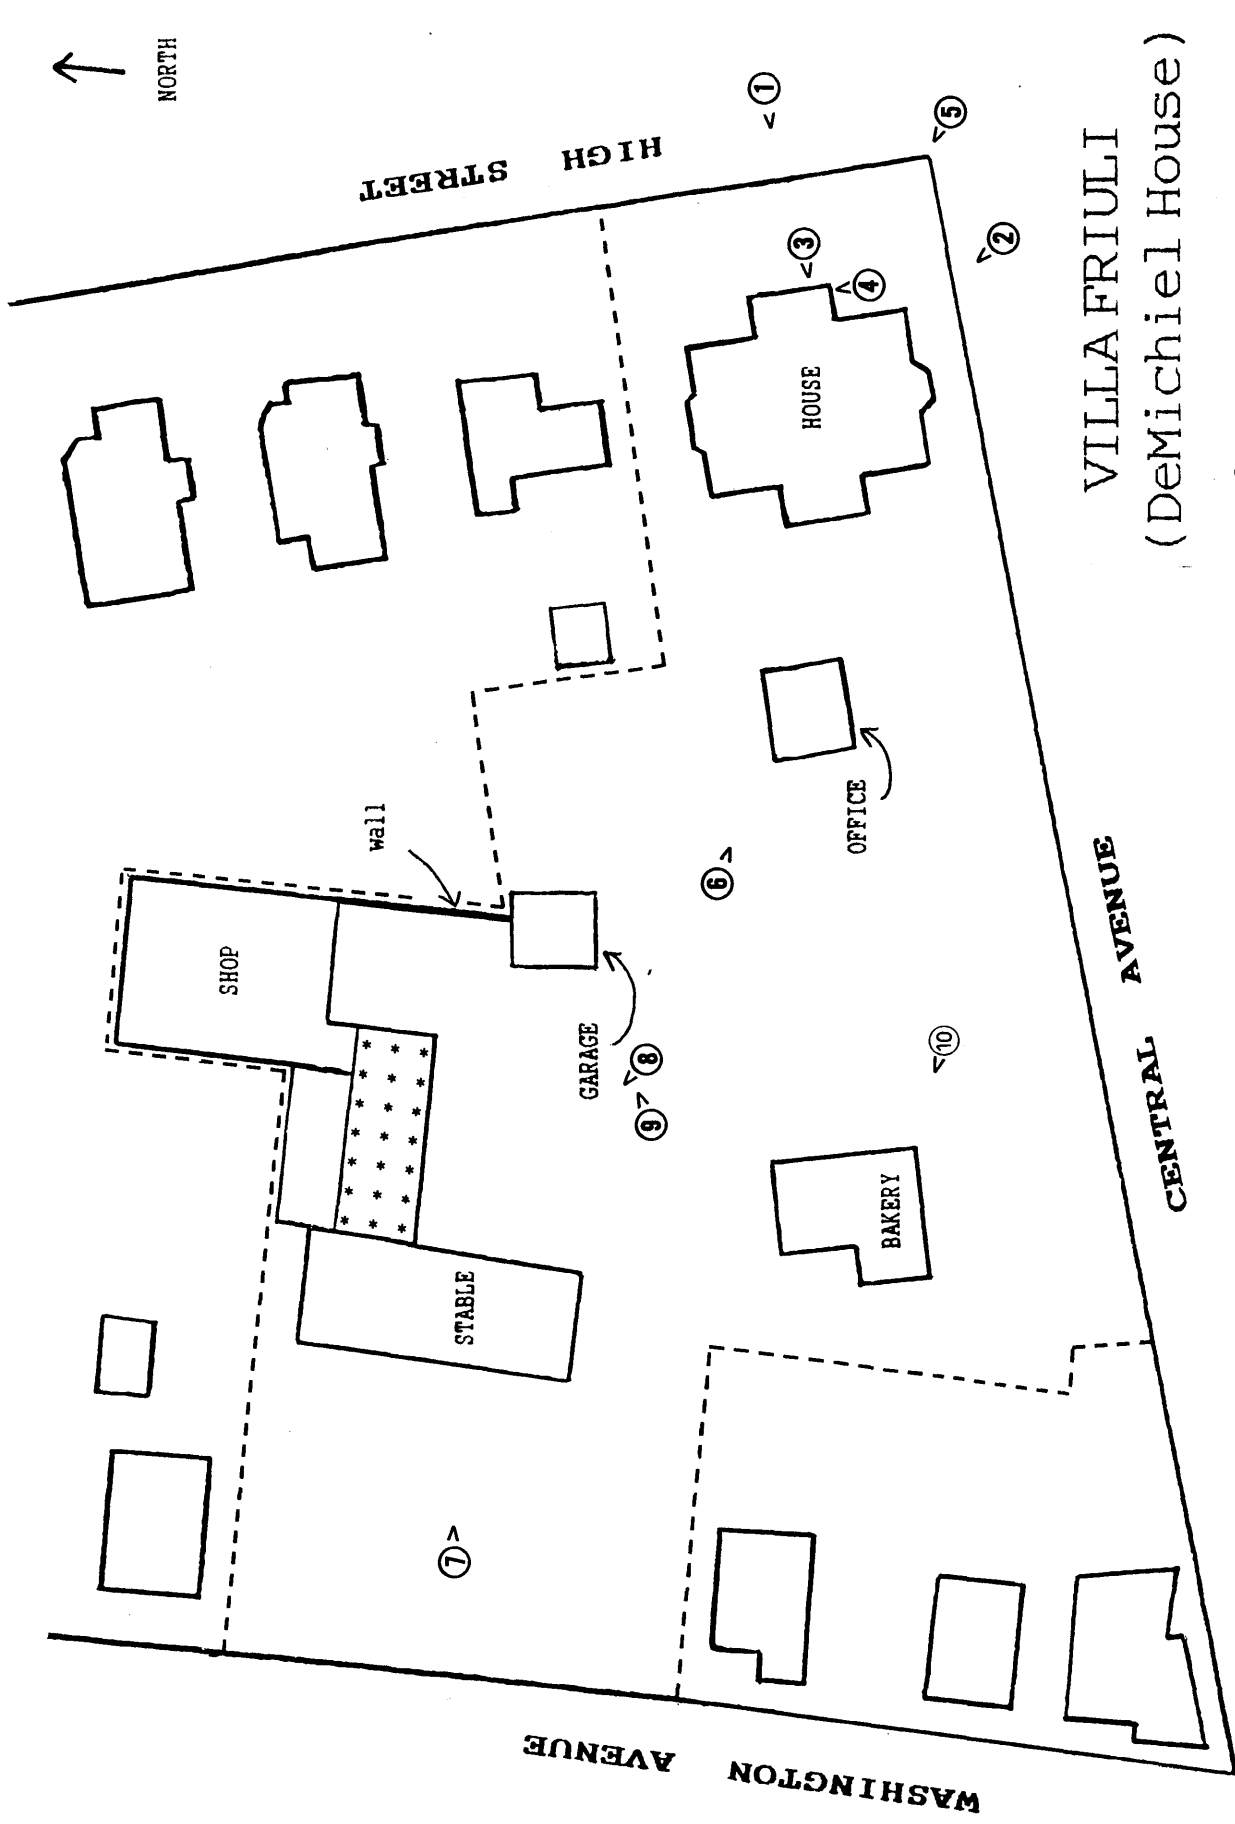 NORTH
HIGH STREET
①
⑤
②
③
④
HOUSE
VILLA FRIULI
(DeMichiel House)
wall
OFFICE
⑥
SHOP
GARAGE
⑧
⑨
⑩
CENTRAL AVENUE
BAKERY
STABLE
⑦
WASHINGTON AVENUE